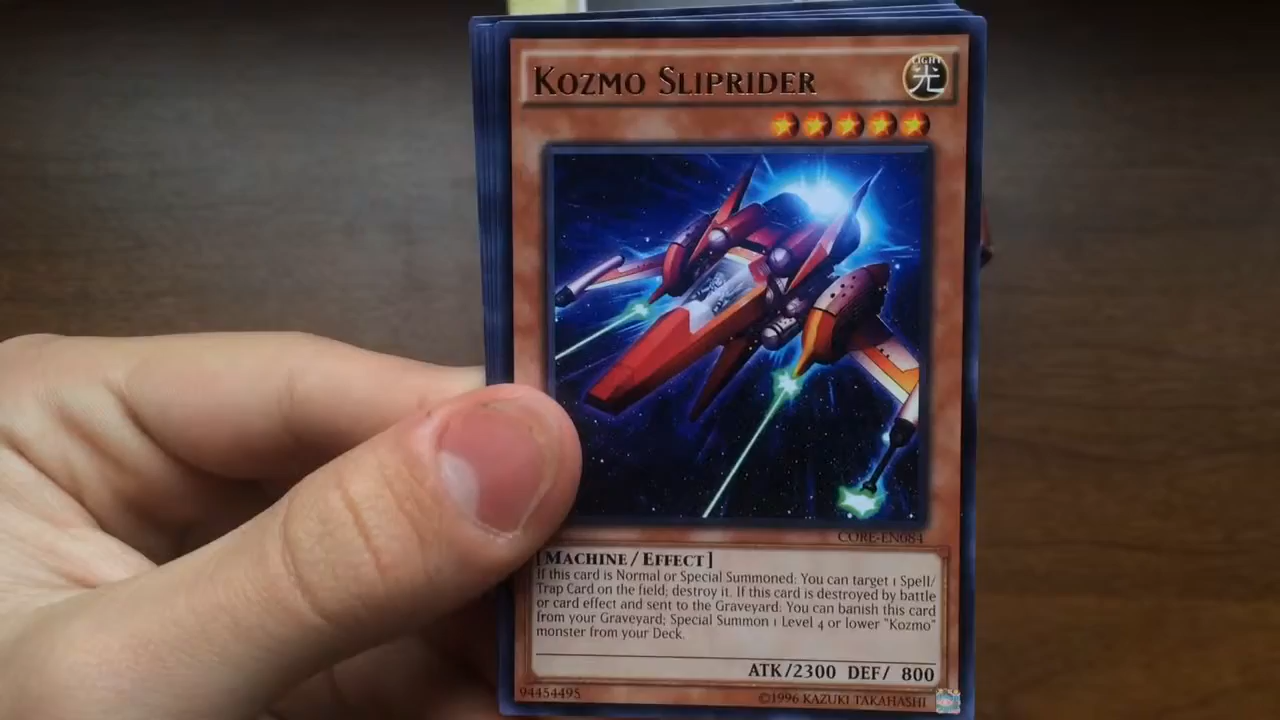 Kozmo Sliprider
LIGHT
光
CORE-EN684
[Machine/Effect]
If this card is Normal or Special Summoned: You can target 1 Spell/
Trap Card on the field; destroy it. If this card is destroyed by battle
or card effect and sent to the Graveyard: You can banish this card
from your Graveyard; Special Summon 1 Level 4 or lower "Kozmo"
monster from your Deck.
ATK/2300 DEF/ 800
94454495
©1996 KAZUKI TAKAHASHI